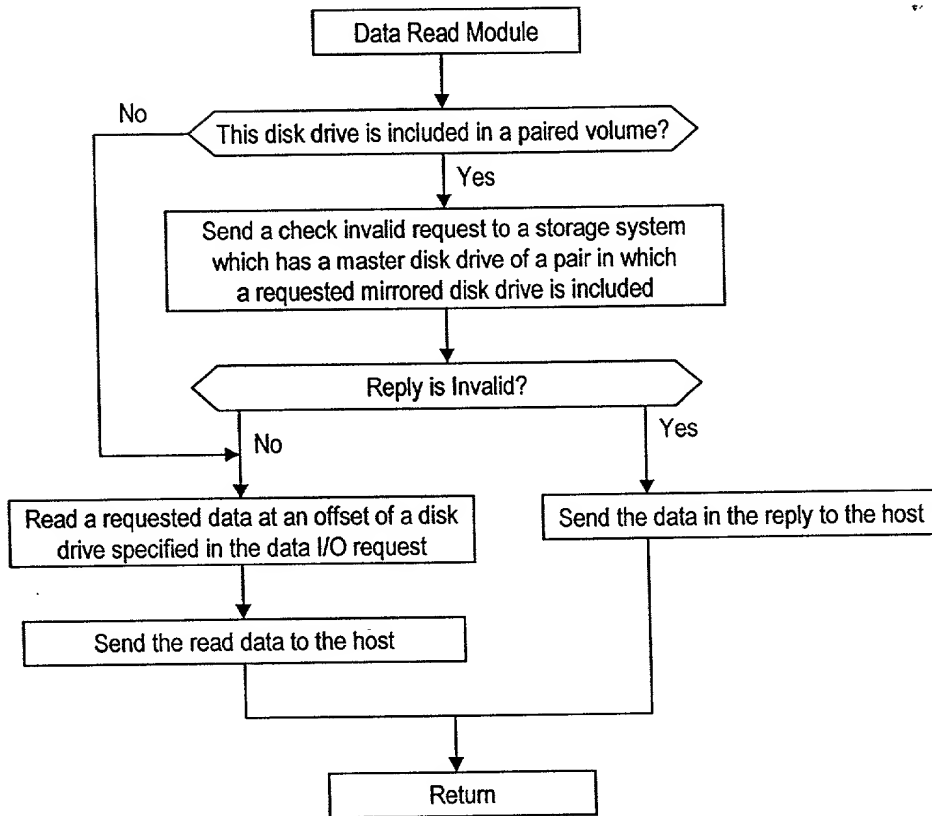 Data Read Module
No
This disk drive is included in a paired volume?
Yes
Send a check invalid request to a storage system
which has a master disk drive of a pair in which
a requested mirrored disk drive is included
Reply is Invalid?
No
Yes
Read a requested data at an offset of a disk
drive specified in the data I/O request
Send the data in the reply to the host
Send the read data to the host
Return